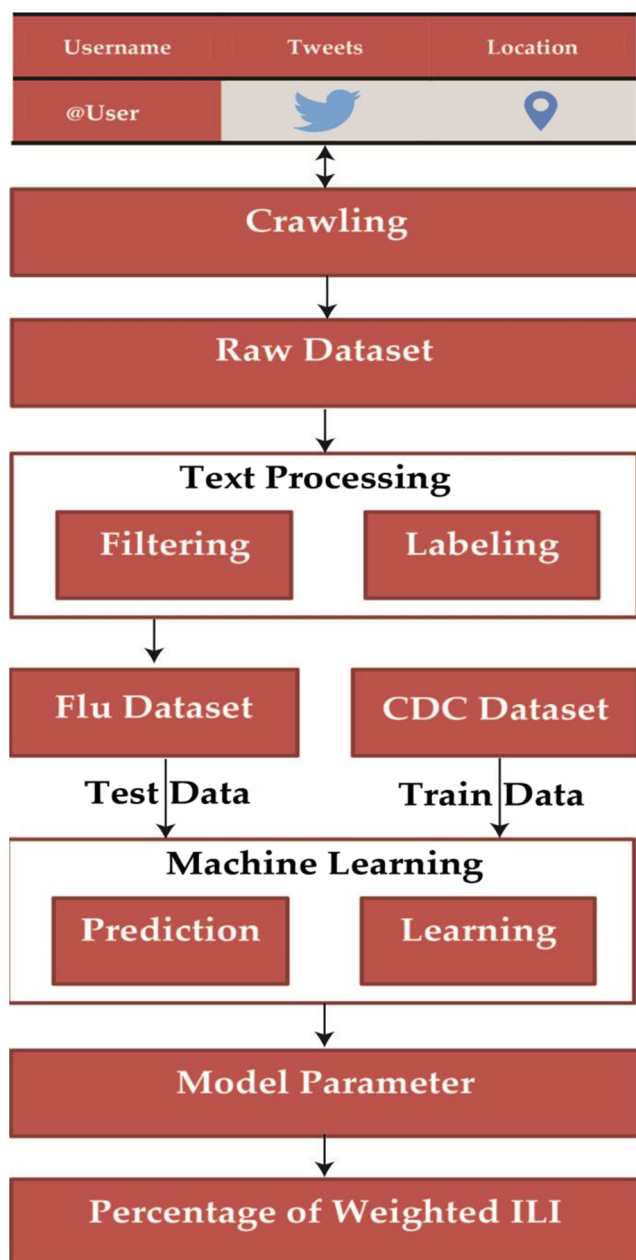 Username Tweets Location
@User
Crawling
Raw Dataset
Text Processing
Filtering Labeling
Flu Dataset CDC Dataset
Test Data Train Data
Machine Learning
Prediction Learning
Model Parameter
Percentage of Weighted ILI